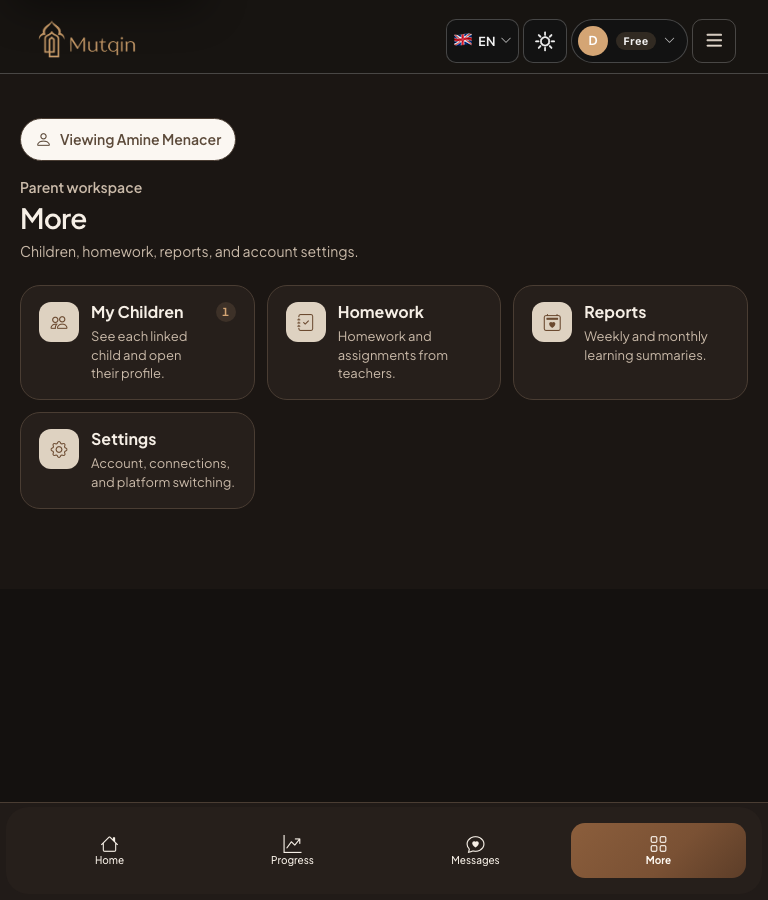 Mutqin
EN
D
Free
Viewing Amine Menacer
Parent workspace
More
Children, homework, reports, and account settings.
My Children
1
See each linked
child and open
their profile.
Homework
Homework and
assignments from
teachers.
Reports
Weekly and monthly
learning summaries.
Settings
Account, connections,
and platform switching.
Home
Progress
Messages
More